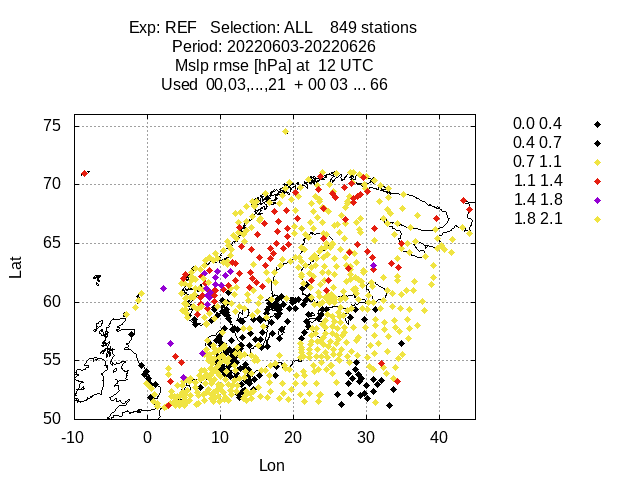 Exp: REF Selection: ALL 849 stations
Period: 20220603-20220626
Mslp rmse [hPa] at 12 UTC
Used 00,03,...,21 + 00 03 ... 66
75
70
65
60
55
50
Lat
-10 0 10 20 30 40
Lon
0.0 0.4
0.4 0.7
0.7 1.1
1.1 1.4
1.4 1.8
1.8 2.1